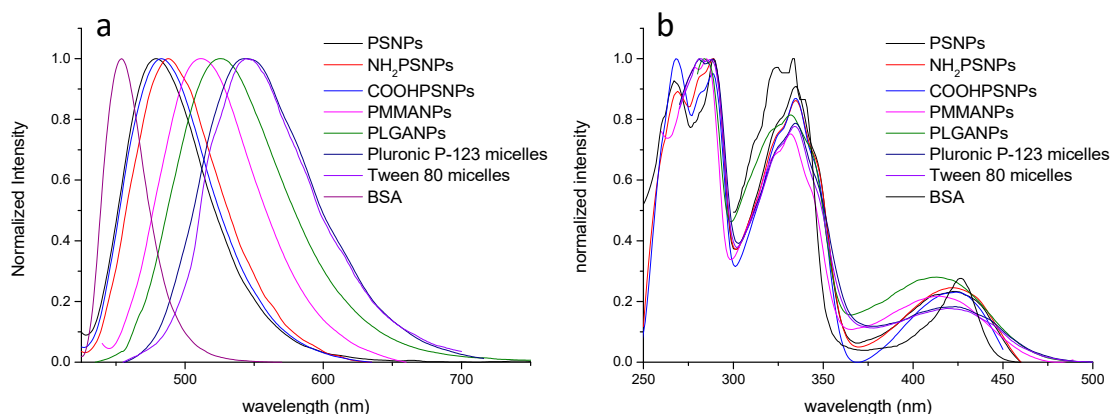 a
1.0
0.8
0.6
0.4
0.2
0.0
Normalized Intensity
500
600
700
wavelength (nm)
PSNPs
NH2PSNPs
COOHPSNPs
PMMANPs
PLGANPs
Pluronic P-123 micelles
Tween 80 micelles
BSA
b
1.0
0.8
0.6
0.4
0.2
0.0
normalized intensity
250
300
350
400
450
500
wavelength (nm)
PSNPs
NH2PSNPs
COOHPSNPs
PMMANPs
PLGANPs
Pluronic P-123 micelles
Tween 80 micelles
BSA